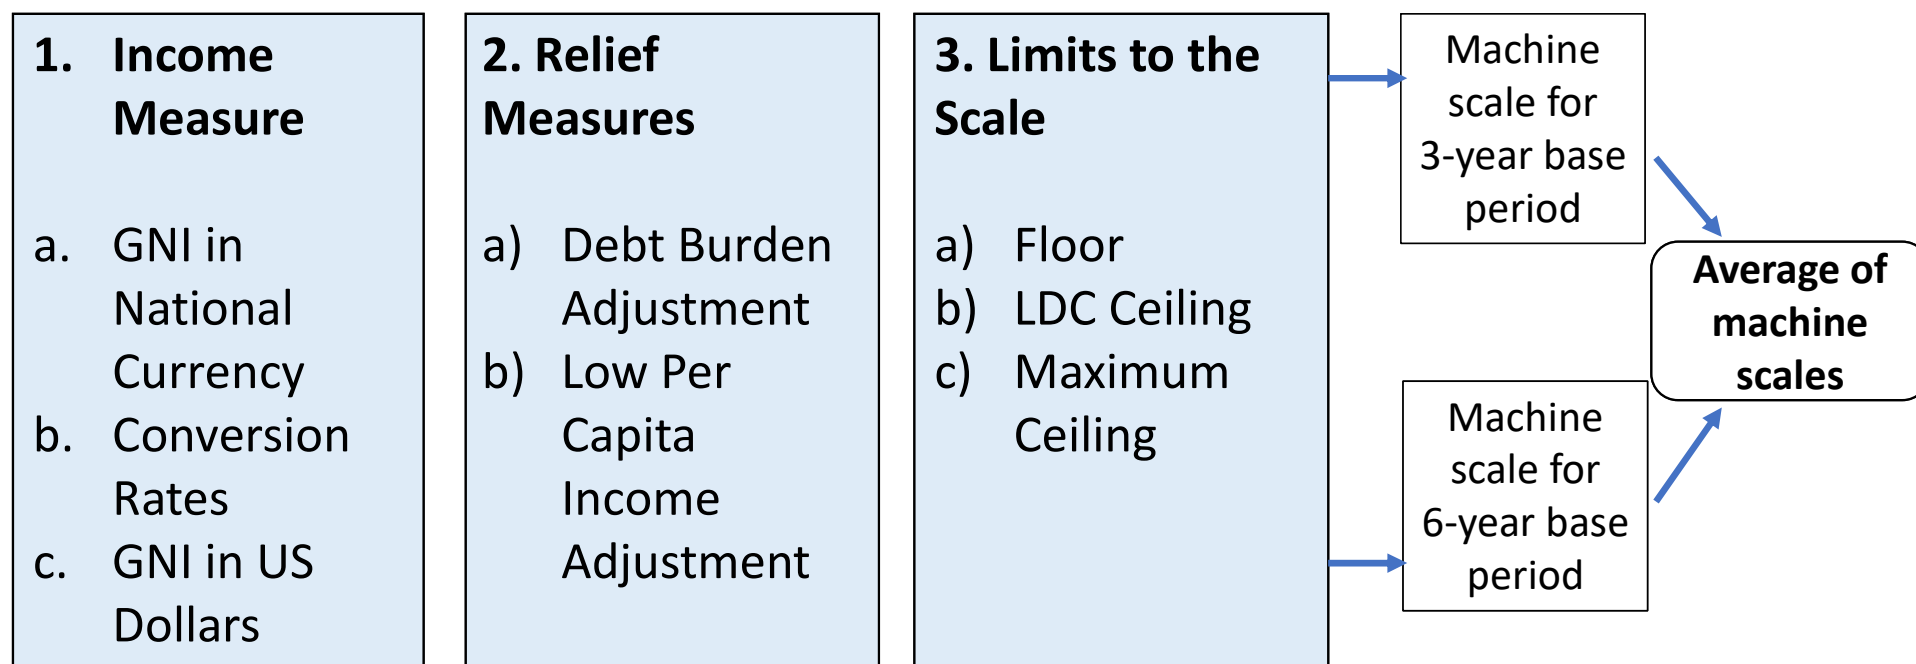 1. Income
Measure
a. GNI in
National
Currency
b. Conversion
Rates
c. GNI in US
Dollars
2. Relief
Measures
a) Debt Burden
Adjustment
b) Low Per
Capita
Income
Adjustment
3. Limits to the
Scale
a) Floor
b) LDC Ceiling
c) Maximum
Ceiling
Machine
scale for
3-year base
period
Average of
machine
scales
Machine
scale for
6-year base
period